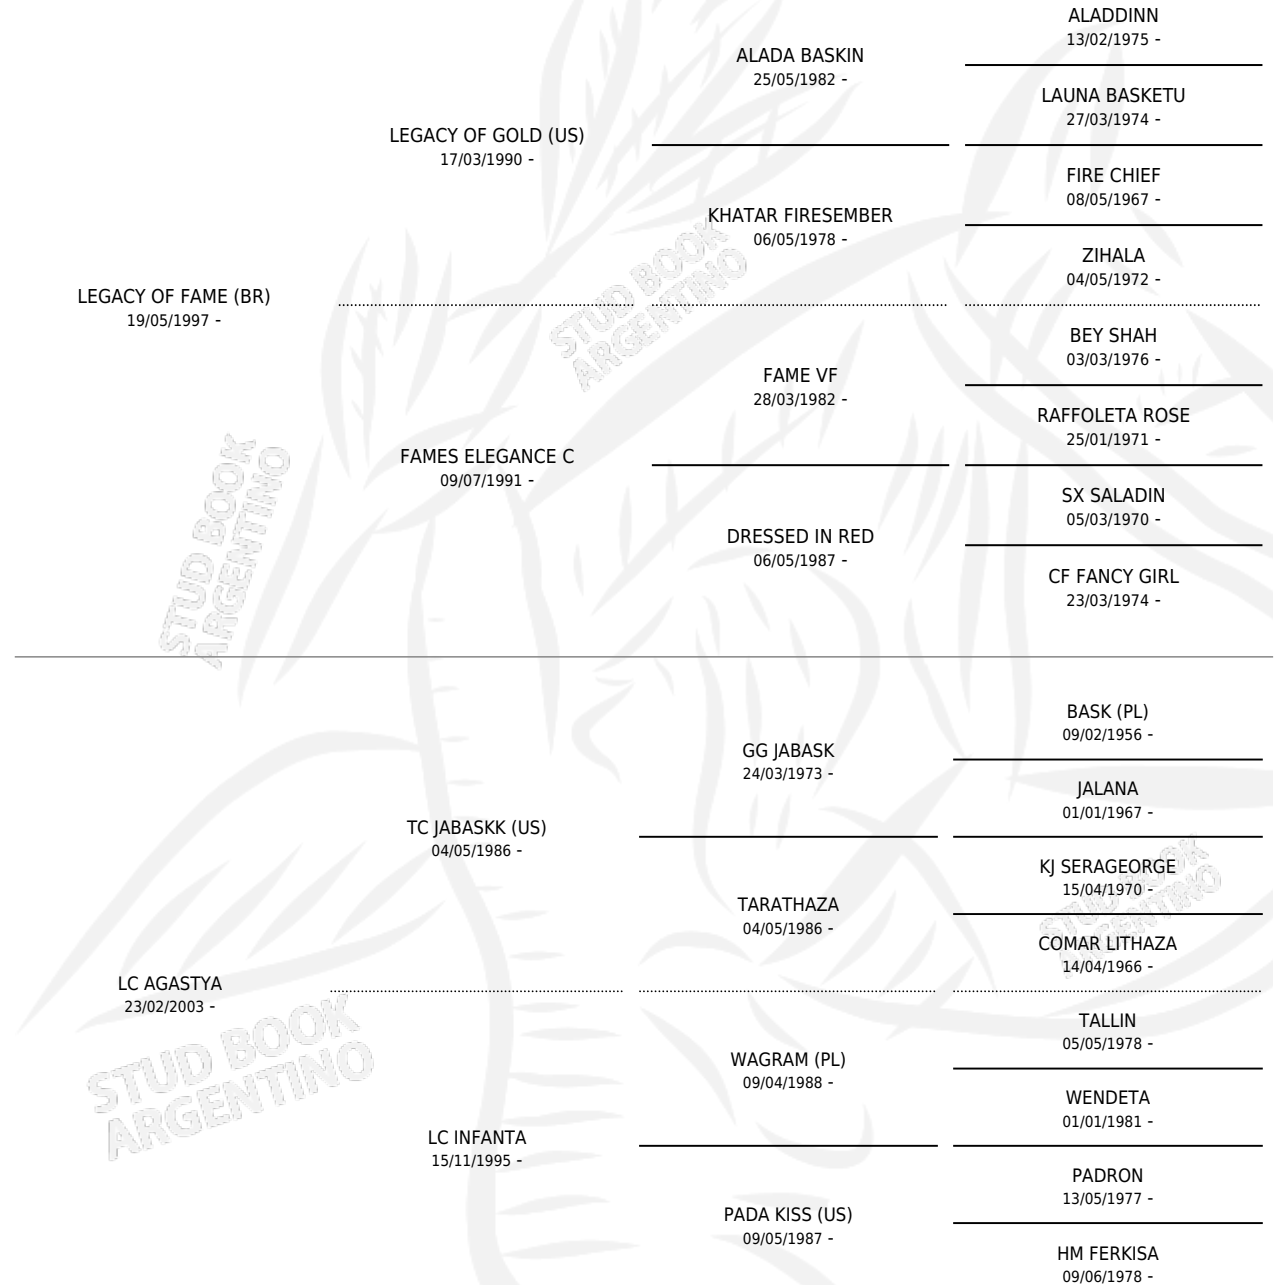 ALADDINN
13/02/1975 -
ALADA BASKIN
25/05/1982 -
LAUNA BASKETU
27/03/1974 -
LEGACY OF GOLD (US)
17/03/1990 -
FIRE CHIEF
08/05/1967 -
KHATAR FIRESEMBER
06/05/1978 -
ZIHALA
04/05/1972 -
LEGACY OF FAME (BR)
19/05/1997 -
BEY SHAH
03/03/1976 -
FAME VF
28/03/1982 -
RAFFOLETA ROSE
25/01/1971 -
FAMES ELEGANCE C
09/07/1991 -
SX SALADIN
05/03/1970 -
DRESSED IN RED
06/05/1987 -
CF FANCY GIRL
23/03/1974 -
STUD BOOK
ARGENTINO
STUD BOOK
ARGENTINO
BASK (PL)
09/02/1956 -
GG JABASK
24/03/1973 -
JALANA
01/01/1967 -
TC JABASKK (US)
04/05/1986 -
KJ SERAGEORGE
15/04/1970 -
TARATHAZA
04/05/1986 -
COMAR LITHAZA
14/04/1966 -
LC AGASTYA
23/02/2003 -
TALLIN
05/05/1978 -
WAGRAM (PL)
09/04/1988 -
WENDETA
01/01/1981 -
LC INFANTA
15/11/1995 -
PADRON
13/05/1977 -
PADA KISS (US)
09/05/1987 -
HM FERKISA
09/06/1978 -
STUD BOOK
ARGENTINO
STUD BOOK
ARGENTINO